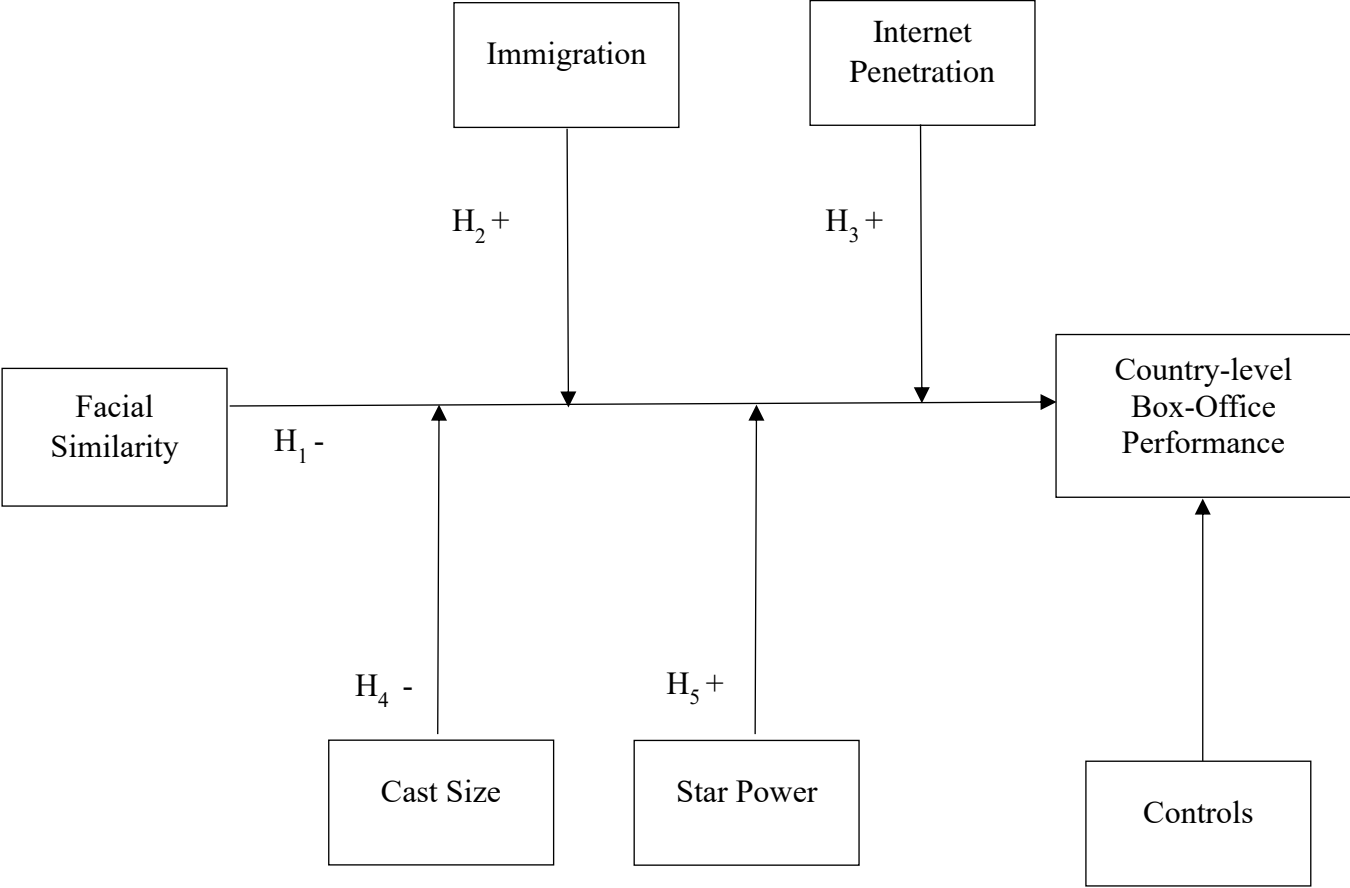 Immigration
Internet
Penetration
H2 +
H3 +
Facial
Similarity
H1 -
Country-level
Box-Office
Performance
H4 -
H5 +
Cast Size
Star Power
Controls